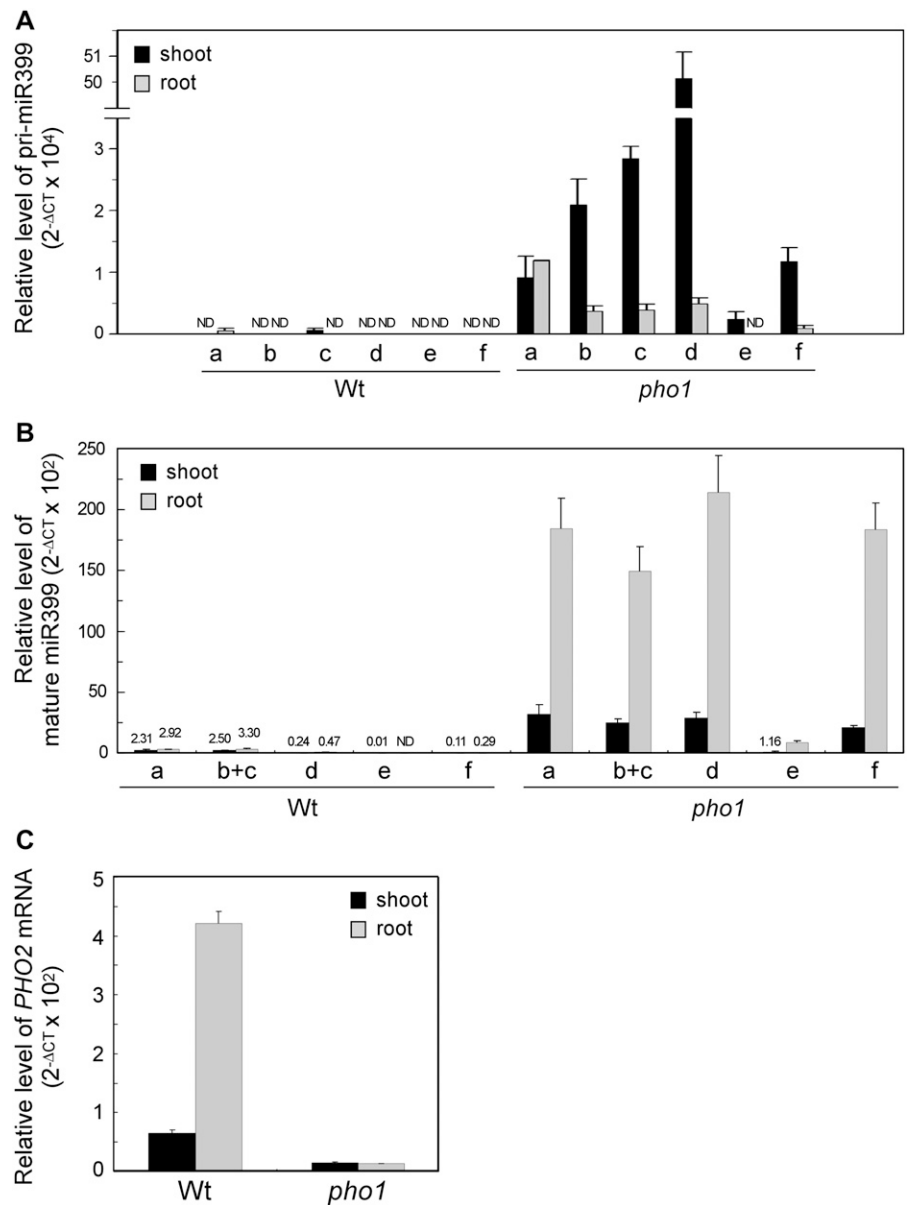 A
Relative level of pri-miR399
(2-ΔCT x 104)
51
50
3
2
1
0
shoot
root
ND ND ND ND ND ND ND ND ND ND ND
a b c d e f a b c d e f
Wt pho1
B
Relative level of
mature miR399 (2-ΔCT x 102)
250
200
150
100
50
0
shoot
root
2.31 2.92 2.50 3.30 0.24 0.47 0.01 ND 0.11 0.29 1.16
a b+c d e f a b+c d e f
Wt pho1
C
Relative level of PHO2 mRNA
(2-ΔCT x 102)
5
4
3
2
1
0
shoot
root
Wt pho1